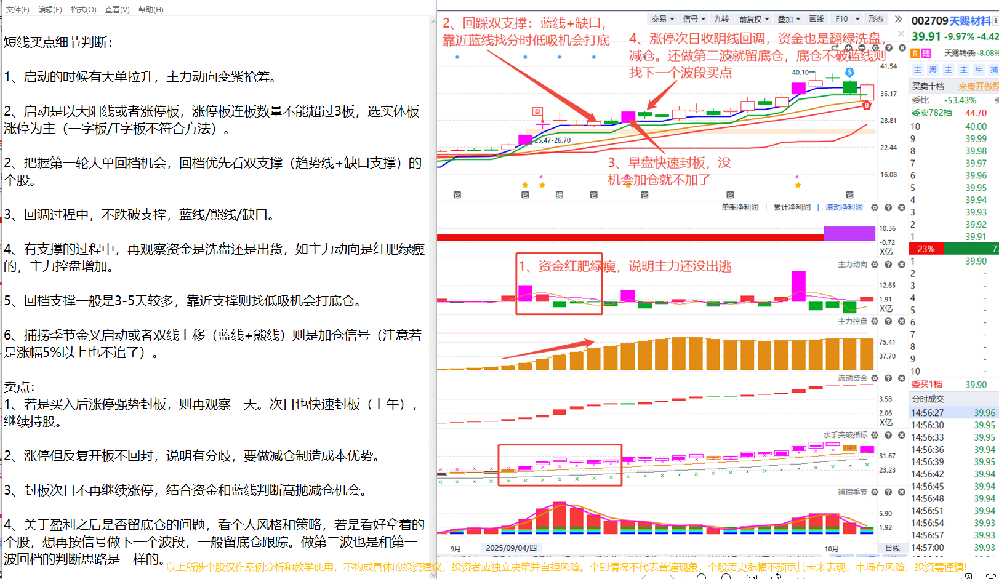 文件(F) 编辑(E) 格式(O) 查看(V) 帮助(H)
短线买点细节判断：
1、启动的时候有大单拉升，主力动向变紫抢筹。
2、启动是以大阳线或者涨停板，涨停板连板数量不能超过3板，选实体板
涨停为主（一字板/T字板不符合方法）。
2、把握第一轮大单回档机会，回档优先看双支撑（趋势线+缺口支撑）的
个股。
3、回调过程中，不跌破支撑，蓝线/熊线/缺口。
4、有支撑的过程中，再观察资金是洗盘还是出货，如主力动向是红肥绿瘦
的，主力控盘增加。
5、回档支撑一般是3-5天较多，靠近支撑则找低吸机会打底仓。
6、捕捞季节金叉启动或者双线上移（蓝线+熊线）则是加仓信号（注意若
是涨幅5%以上也不追了）。
卖点：
1、若是买入后涨停强势封板，则再观察一天。次日也快速封板（上午），
继续持股。
2、涨停但反复开板不回封，说明有分歧，要做减仓制造成本优势。
3、封板次日不再继续涨停，结合资金和蓝线判断高抛减仓机会。
4、关于盈利之后是否留底仓的问题，看个人风格和策略，若是看好拿着的
个股，想再按信号做下一个波段，一般留底仓跟踪。做第二波也是和第一
波回档的判断思路是一样的。
以上所涉个股仅作案例分析和教学使用，不构成具体的投资建议，投资者应独立决策并自担风险。个别情况不代表普遍现象，个股历史涨幅不预示其未来表现，市场有风险，投资需谨慎！
交易 信号 九转 前复权 叠加 画线 F10 形态
2、回踩双支撑：蓝线+缺口，
靠近蓝线找分时低吸机会打底
4、涨停次日收阴线回调，资金也是翻绿洗盘，
减仓。还做第二波就留底仓，底仓不破蓝线则
找下一个波段买点
40.10
41.54
35.17
28.81
22.44
16.08
自
S
B
25.47-26.70
3、早盘快速封板，没
机会加仓就不加了
单季净利润 | 累计净利润 | 滚动净利润
10.36
-0.72
X亿
1、资金红肥绿瘦，说明主力还没出逃
主力动向
12.65
1.91
X亿
主力控盘
75.41
37.70
流动资金
3.58
2.06
X亿
水手突破指标
31.67
23.23
捕捞季节
5.90
1.92
9月 2025/09/04/四 10月 日线
002709天赐材料
39.91 -9.97% -4.42
R 陆 天赐转债:-8.08%
主 海 主 主 牛 捕
买卖十档 来粤开做跟
委比 -53.43%
委卖782档 44.70
10 40.00
9 39.99
8 39.98
7 39.97
6 39.96
5 39.95
4 39.94
3 39.93
2 39.92
1 39.91
23% 77
1 39.90
2 -
3 -
4 -
5 -
6 -
7 -
8 -
9 -
10 -
委买1档 39.90
分时成交
14:56:27 39.96
14:56:30 39.95
14:56:33 39.95
14:56:36 39.94
14:56:39 39.95
14:56:42 39.94
14:56:45 39.94
14:56:48 39.94
14:56:51 39.94
14:56:54 39.93
14:56:57 39.93
14:57:00 39.93